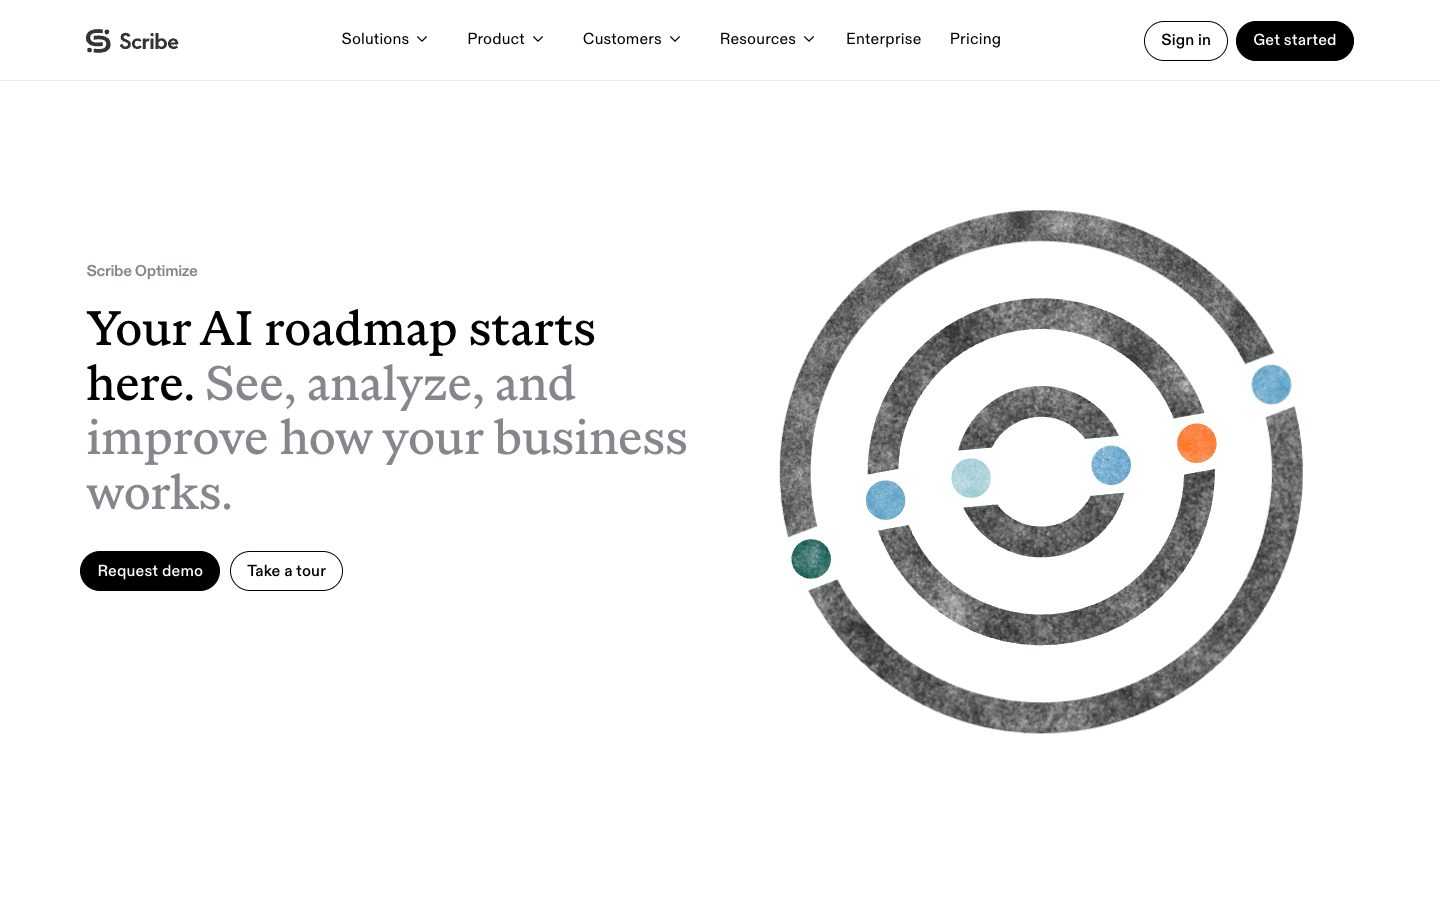 Scribe
Solutions
Product
Customers
Resources
Enterprise
Pricing
Sign in
Get started
Scribe Optimize
Your AI roadmap starts
here. See, analyze, and
improve how your business
works.
Request demo
Take a tour